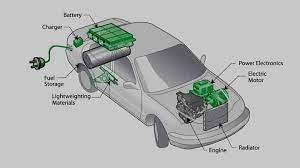 Battery
Charger
Power Electronics
Electric
Motor
Fuel
Storage
Lightweighting
Materials
Engine
Radiator